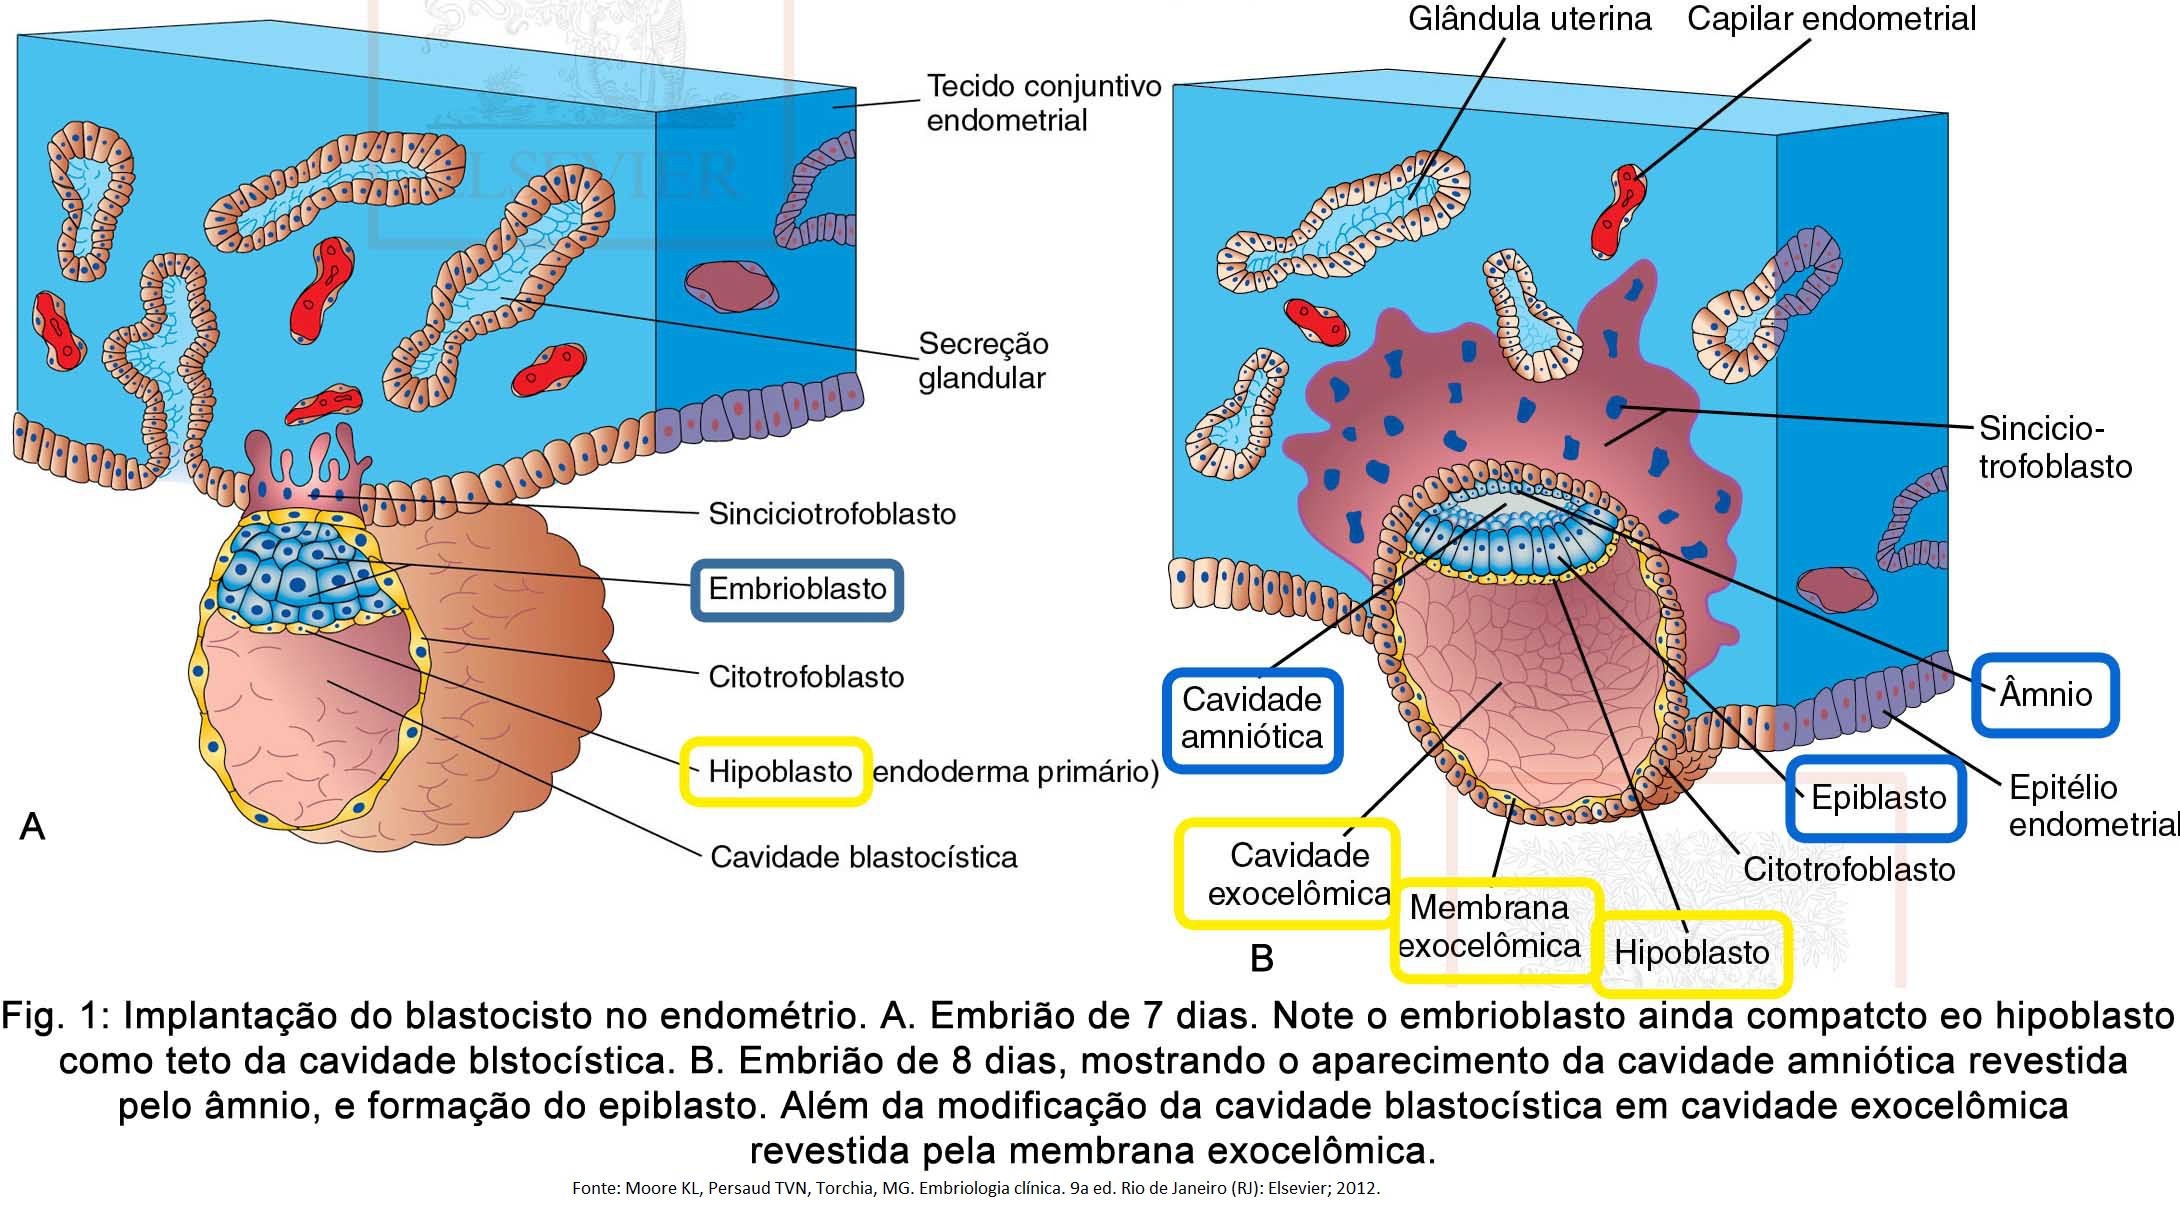 Glândula uterina
Capilar endometrial
Tecido conjuntivo
endometrial
ELSEVIER
Secreção
glandular
Sinciciotrofoblasto
Embrioblasto
Citotrofoblasto
Hipoblasto endoderma primário)
Cavidade blastocística
A
Sincicio-
trofoblasto
Cavidade
amniótica
Âmnio
Epiblasto
Epitélio
endometrial
Cavidade
exocelômica
Citotrofoblasto
Membrana
exocelômica
Hipoblasto
B
Fig. 1: Implantação do blastocisto no endométrio. A. Embrião de 7 dias. Note o embrioblasto ainda compatcto eo hipoblasto
como teto da cavidade blstocística. B. Embrião de 8 dias, mostrando o aparecimento da cavidade amniótica revestida
pelo âmnio, e formação do epiblasto. Além da modificação da cavidade blastocística em cavidade exocelômica
revestida pela membrana exocelômica.
Fonte: Moore KL, Persaud TVN, Torchia, MG. Embriologia clínica. 9a ed. Rio de Janeiro (RJ): Elsevier; 2012.